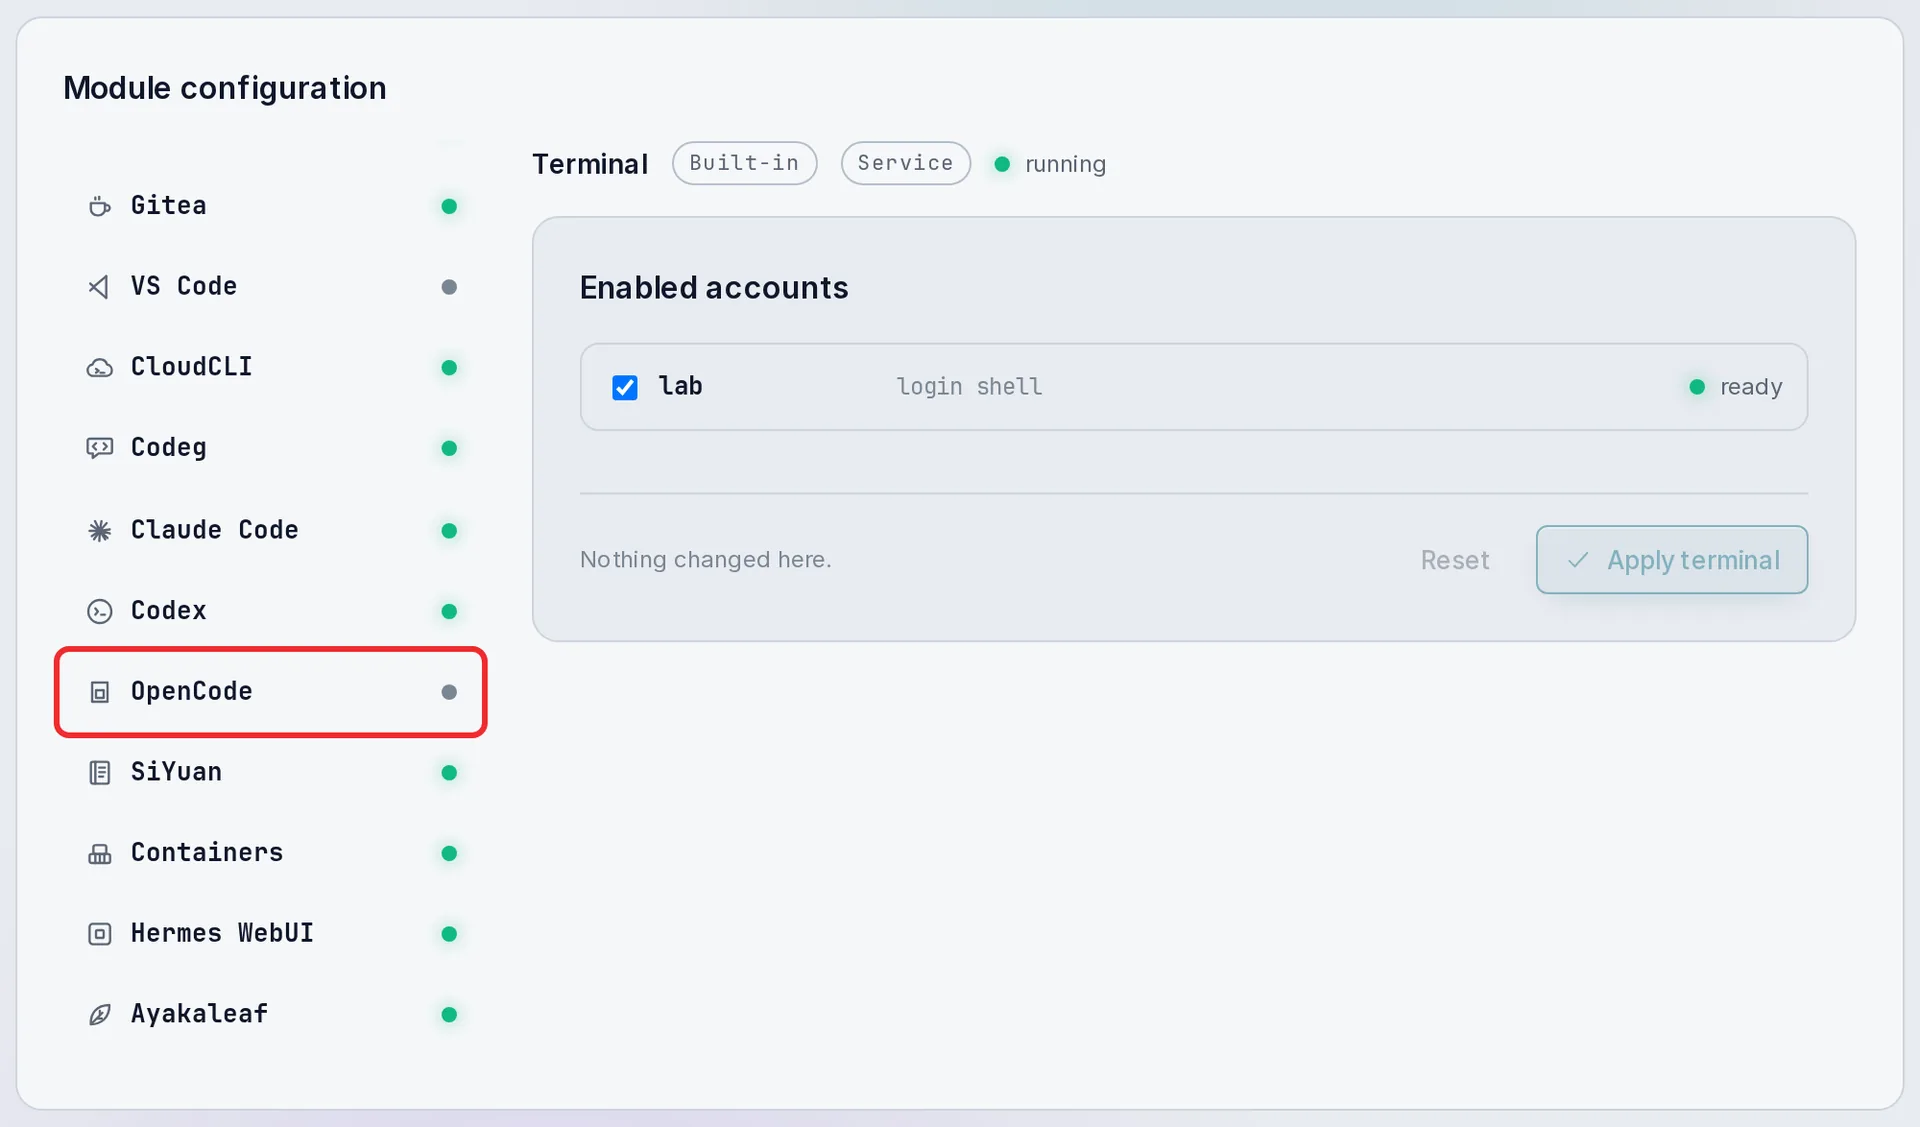 Module configuration
Gitea
VS Code
CloudCLI
Codeg
Claude Code
Codex
OpenCode
SiYuan
Containers
Hermes WebUI
Ayakaleaf
Terminal Built-in Service running
Enabled accounts
lab login shell ready
Nothing changed here. Reset Apply terminal